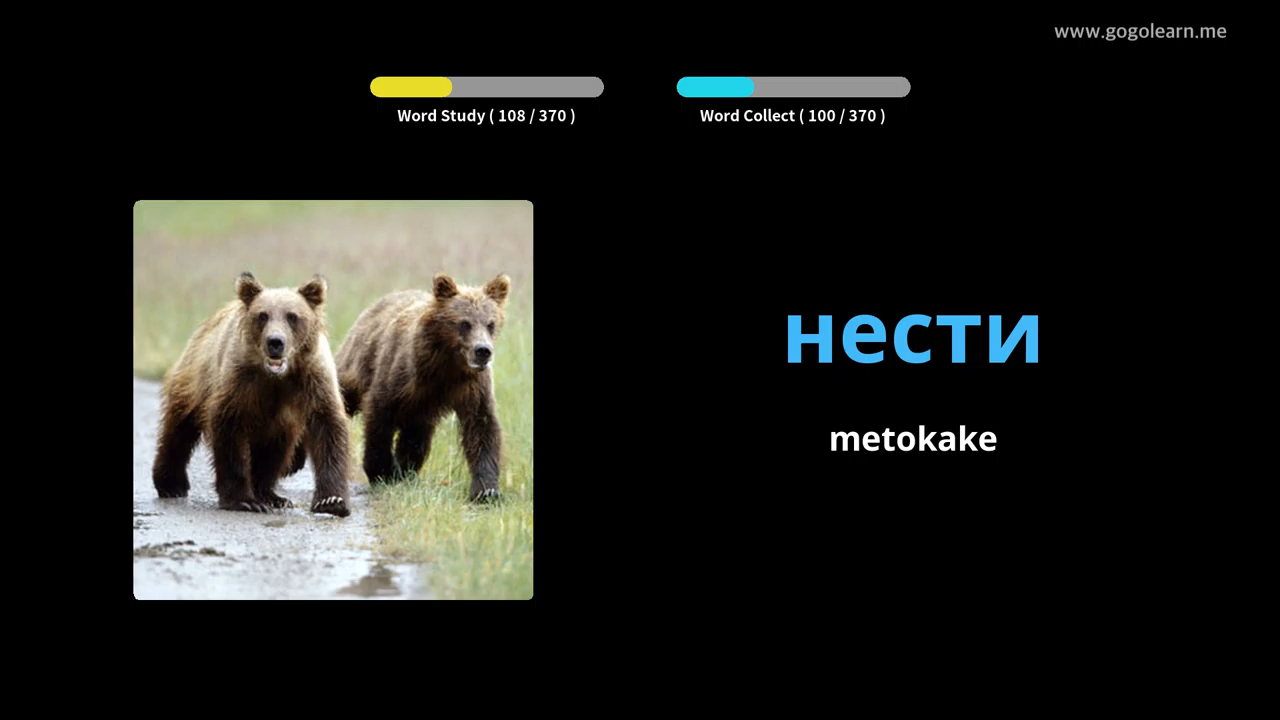 www.gogolearn.me
Word Study ( 108 / 370 )
Word Collect ( 100 / 370 )
нести
metokake